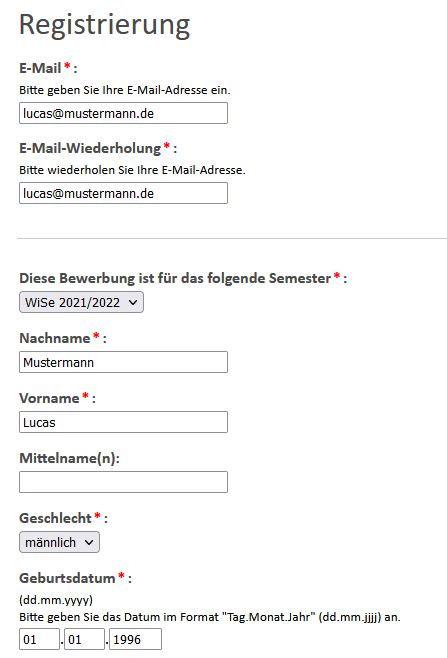 Registrierung
E-Mail*:
Bitte geben Sie Ihre E-Mail-Adresse ein.
lucas@mustermann.de
E-Mail-Wiederholung*:
Bitte wiederholen Sie Ihre E-Mail-Adresse.
lucas@mustermann.de
Diese Bewerbung ist für das folgende Semester*:
WiSe 2021/2022
Nachname*:
Mustermann
Vorname*:
Lucas
Mittelname(n):
Geschlecht*:
männlich
Geburtsdatum*:
(dd.mm.yyyy)
Bitte geben Sie das Datum im Format "Tag.Monat.Jahr" (dd.mm.jjjj) an.
01.01.1996